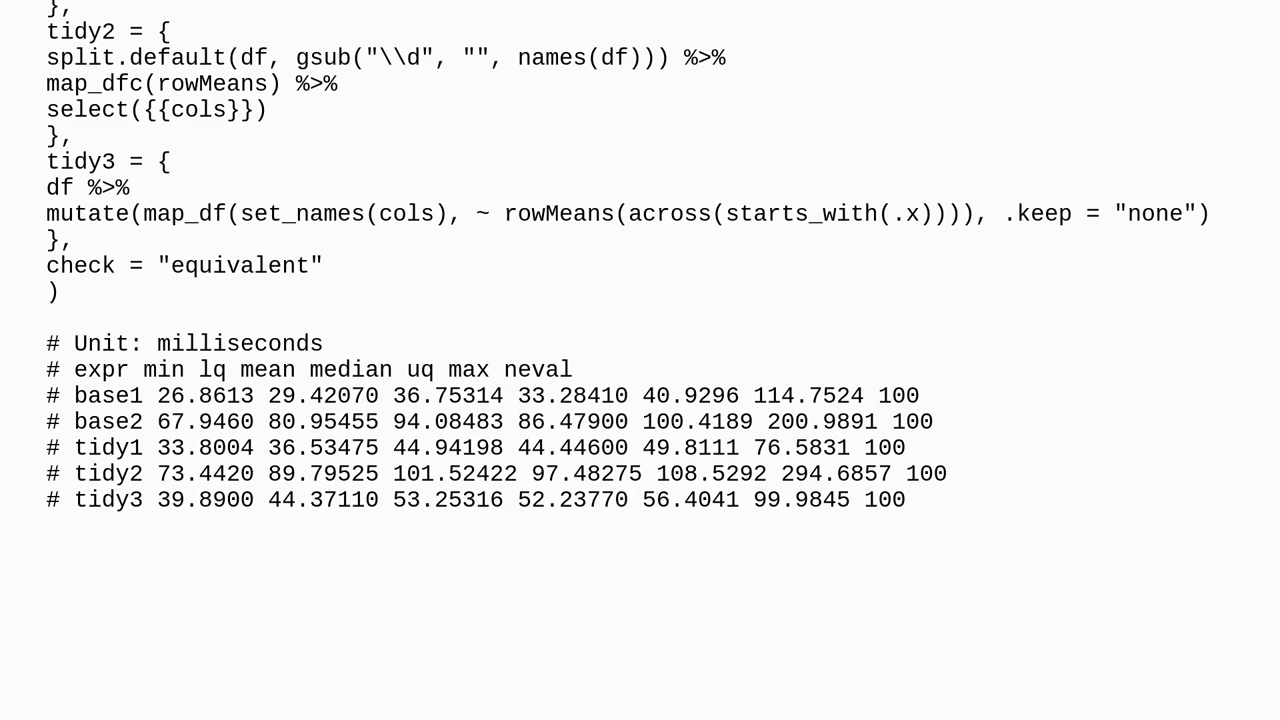 },
tidy2 = {
split.default(df, gsub("\\d", "", names(df))) %>%
map_dfc(rowMeans) %>%
select({{cols}})
},
tidy3 = {
df %>%
mutate(map_df(set_names(cols), ~ rowMeans(across(starts_with(.x)))), .keep = "none")
},
check = "equivalent"
)
# Unit: milliseconds
# expr min lq mean median uq max neval
# base1 26.8613 29.42070 36.75314 33.28410 40.9296 114.7524 100
# base2 67.9460 80.95455 94.08483 86.47900 100.4189 200.9891 100
# tidy1 33.8004 36.53475 44.94198 44.44600 49.8111 76.5831 100
# tidy2 73.4420 89.79525 101.52422 97.48275 108.5292 294.6857 100
# tidy3 39.8900 44.37110 53.25316 52.23770 56.4041 99.9845 100